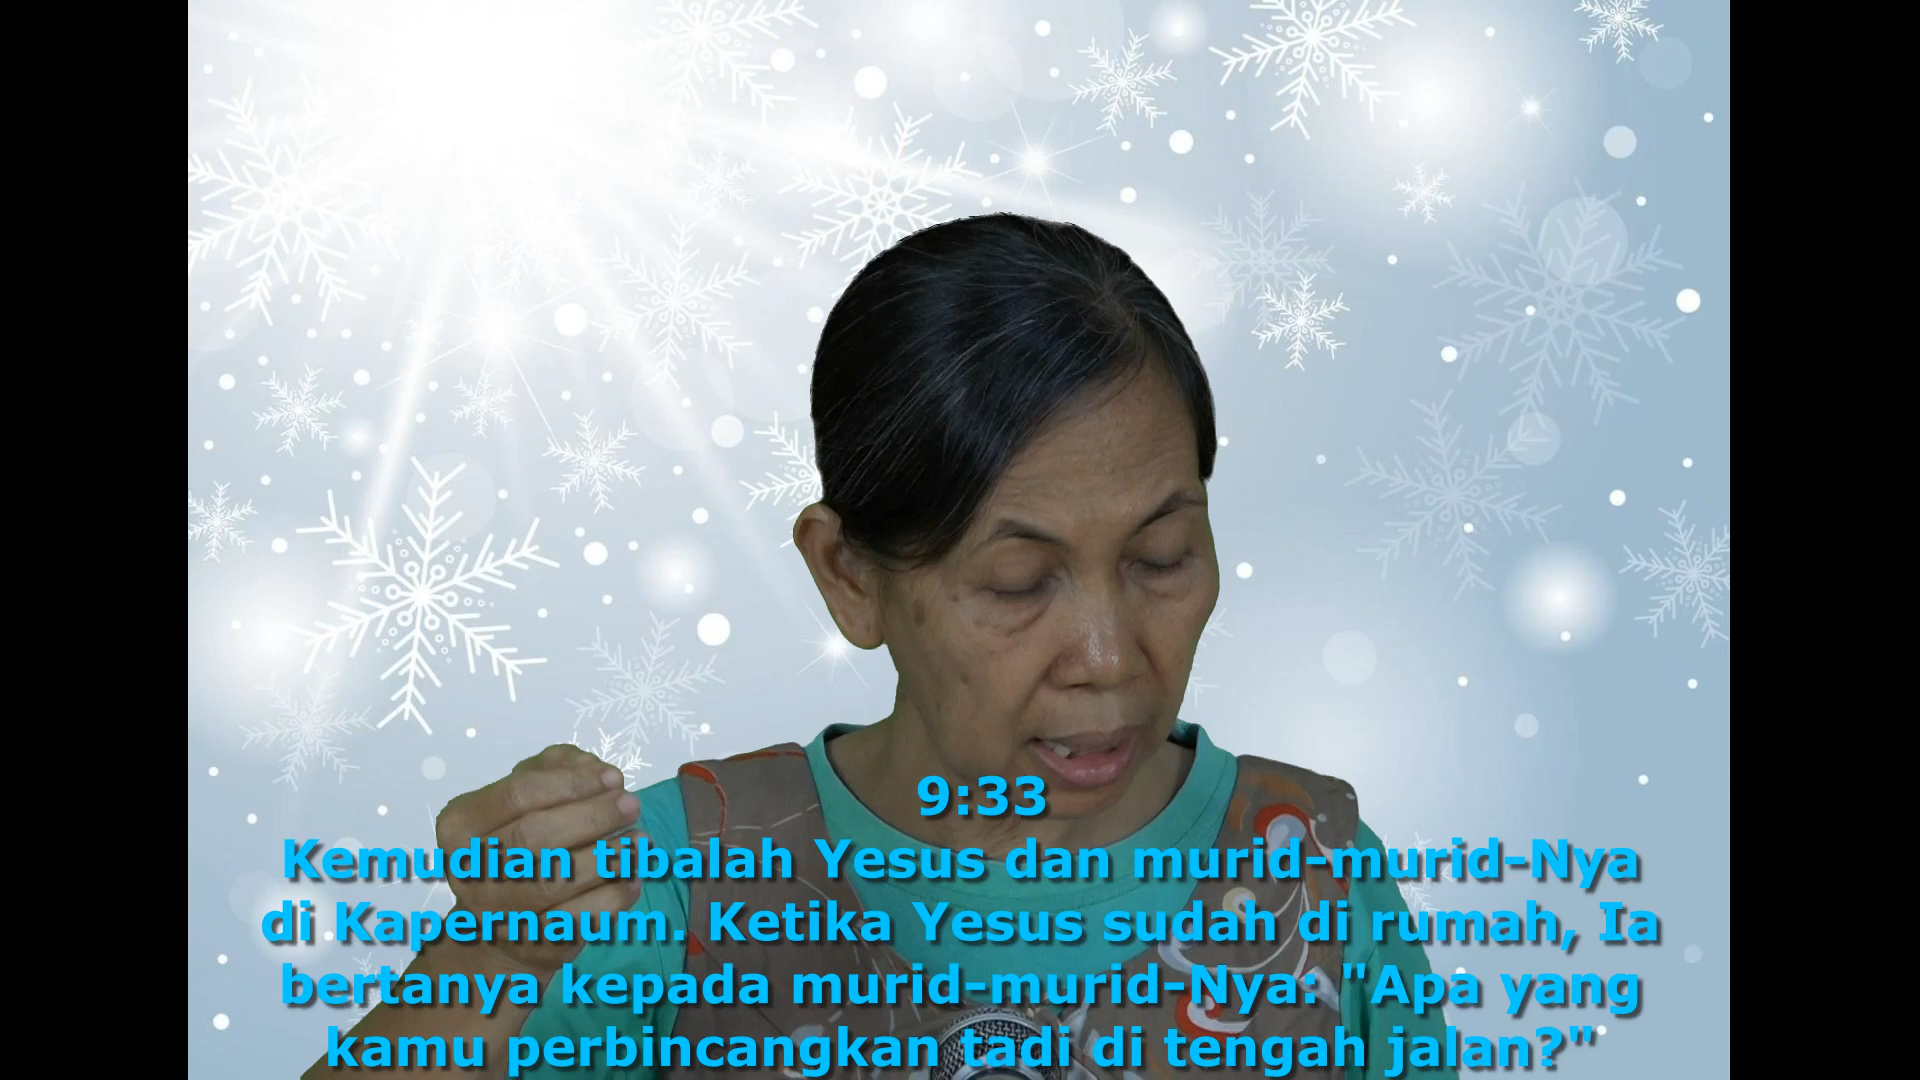 9:33
Kemudian tibalah Yesus dan murid-murid-Nya
di Kapernaum. Ketika Yesus sudah di rumah, Ia
bertanya kepada murid-murid-Nya: "Apa yang
kamu perbincangkan tadi di tengah jalan?"